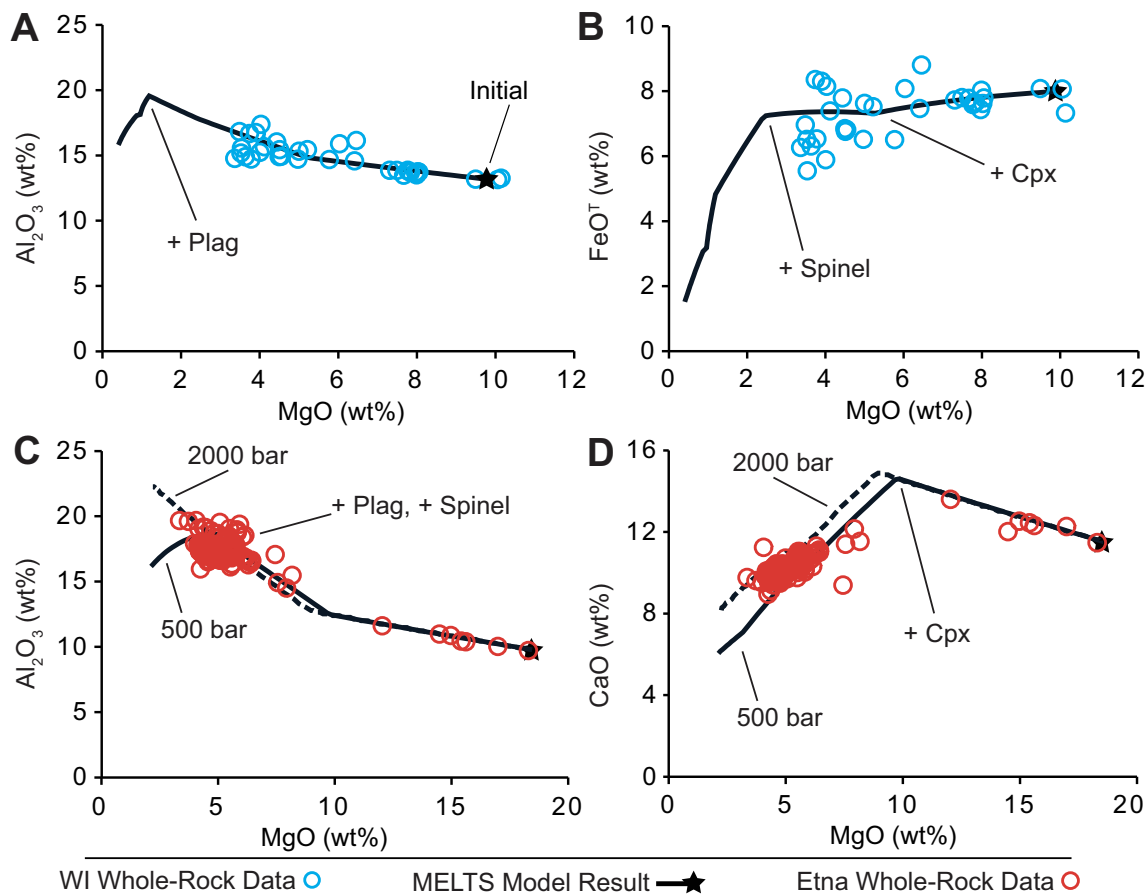 A
25
20
15
10
5
0
Al₂O₃ (wt%)
Initial
+ Plag
0 2 4 6 8 10 12
MgO (wt%)
B
10
8
6
4
2
0
FeOᵀ (wt%)
+ Cpx
+ Spinel
0 2 4 6 8 10 12
MgO (wt%)
C
25
20
15
10
5
0
Al₂O₃ (wt%)
2000 bar
+ Plag, + Spinel
500 bar
0 5 10 15 20
MgO (wt%)
D
16
12
8
4
0
CaO (wt%)
2000 bar
+ Cpx
500 bar
0 5 10 15 20
MgO (wt%)
WI Whole-Rock Data MELTS Model Result Etna Whole-Rock Data